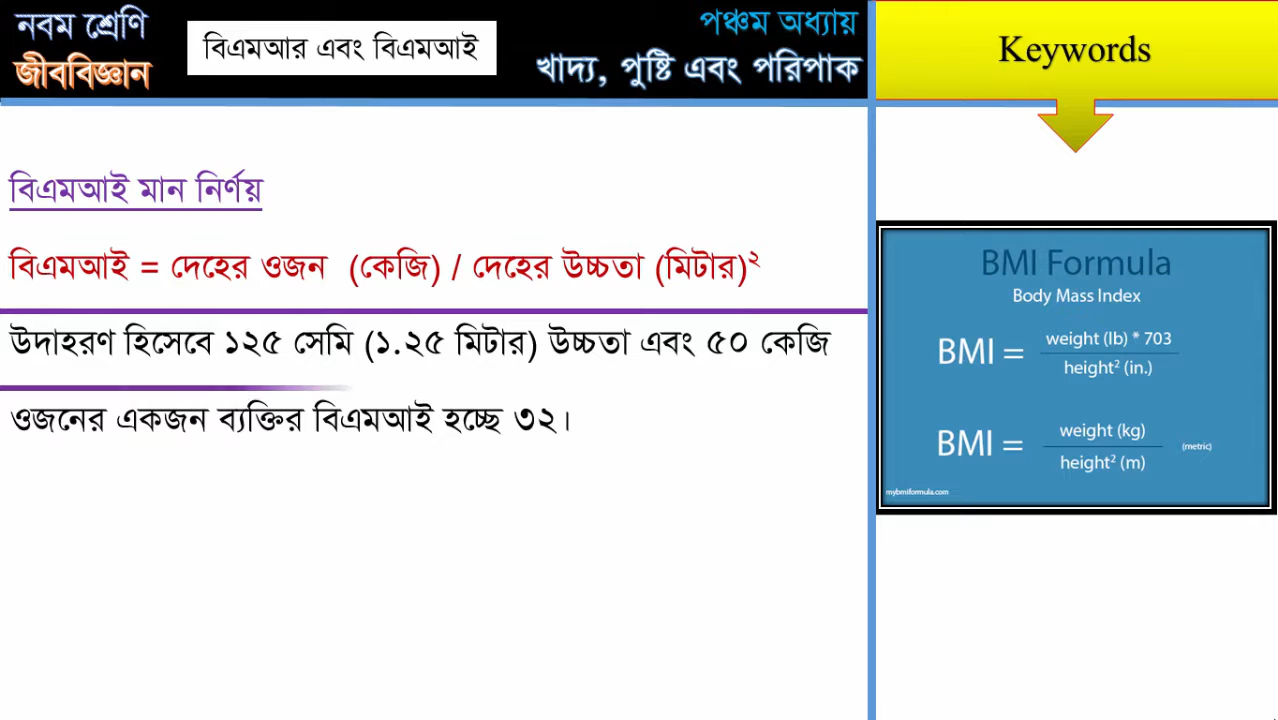 নবম শ্রেণি
জীববিজ্ঞান
বিএমআর এবং বিএমআই
পঞ্চম অধ্যায়
খাদ্য, পুষ্টি এবং পরিপাক
বিএমআই মান নির্ণয়
বিএমআই = দেহের ওজন (কেজি) / দেহের উচ্চতা (মিটার)²
উদাহরণ হিসেবে ১২৫ সেমি (১.২৫ মিটার) উচ্চতা এবং ৫০ কেজি
ওজনের একজন ব্যক্তির বিএমআই হচ্ছে ৩২।
Keywords
BMI Formula
Body Mass Index
BMI = weight (lb) * 703
height² (in.)
BMI = weight (kg)
height² (m)
(metric)
mybmiformula.com